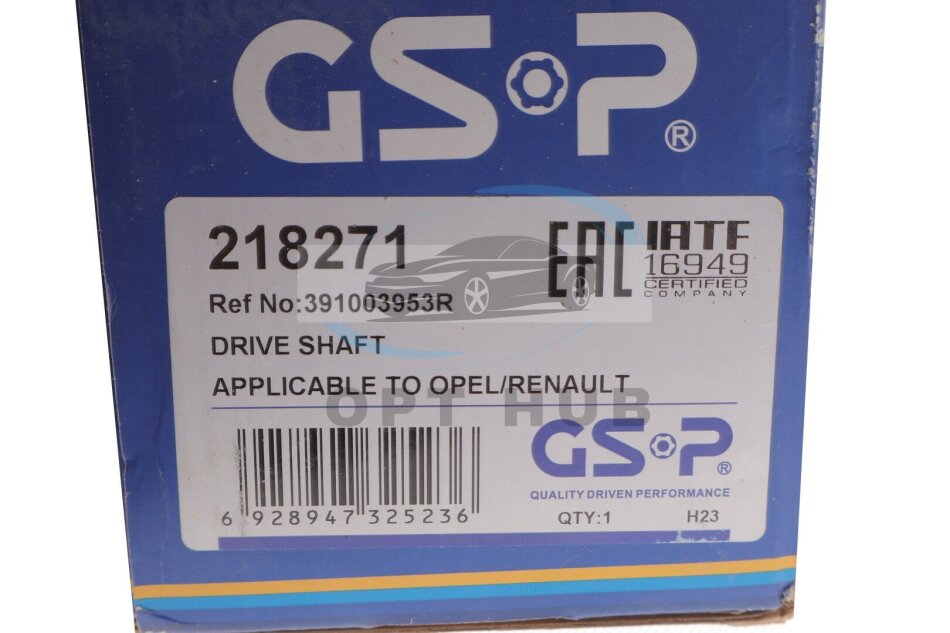 GSP®
218271
EAC
IATF
16949
CERTIFIED
COMPANY
Ref No:391003953R
DRIVE SHAFT
APPLICABLE TO OPEL/RENAULT
OPT HUB
GSP®
QUALITY DRIVEN PERFORMANCE
6 928947 325236
QTY:1 H23